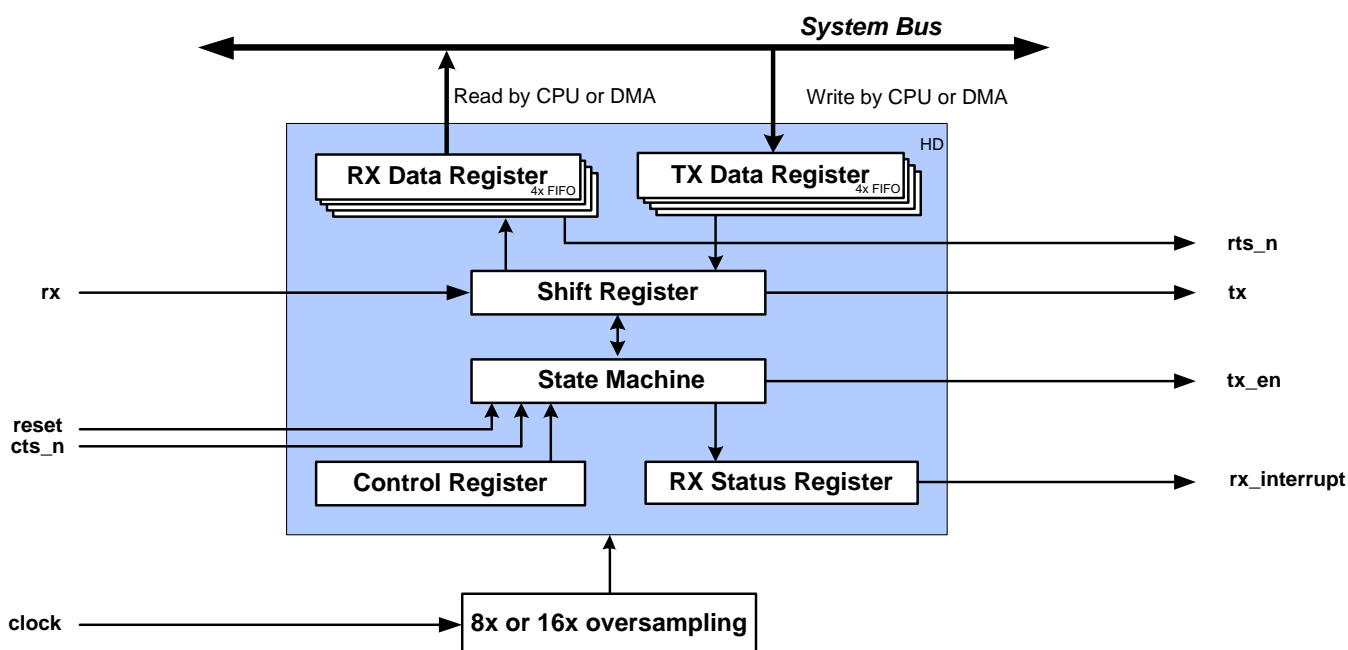 System Bus
Read by CPU or DMA
Write by CPU or DMA
HD
RX Data Register
4x FIFO
TX Data Register
4x FIFO
rts_n
rx
Shift Register
tx
State Machine
tx_en
reset
cts_n
Control Register
RX Status Register
rx_interrupt
clock
8x or 16x oversampling